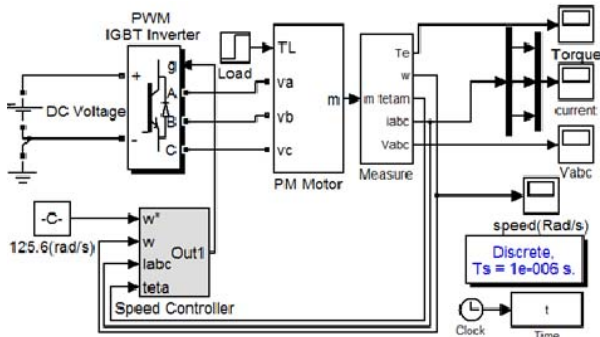 PWM
IGBT Inverter
+
-
g
A
B
C
DC Voltage
Load
TL
va
vb
vc
m
PM Motor
m
Te
w
tetam
iabc
Vabc
Measure
Torque
current
Vabc
speed(Rad/s)
-C-
125.6(rad/s)
w*
w
Iabc
teta
Out1
Speed Controller
Discrete,
Ts = 1e-006 s.
Clock
t
Time